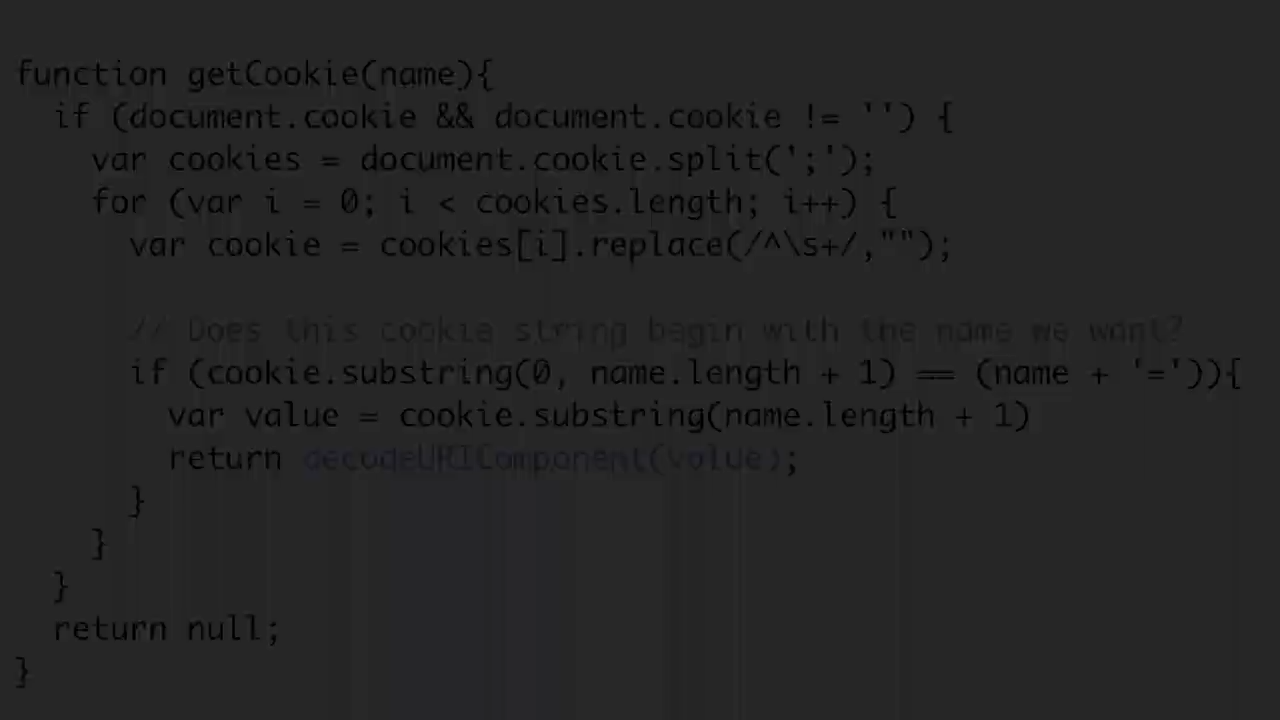 function getCookie(name){
  if (document.cookie && document.cookie != '') {
    var cookies = document.cookie.split(';');
    for (var i = 0; i < cookies.length; i++) {
      var cookie = cookies[i].replace(/^\s+/,"");
      // Does this cookie string begin with the name we want?
      if (cookie.substring(0, name.length + 1) == (name + '=')){
        var value = cookie.substring(name.length + 1)
        return decodeURIComponent(value);
      }
    }
  }
  return null;
}